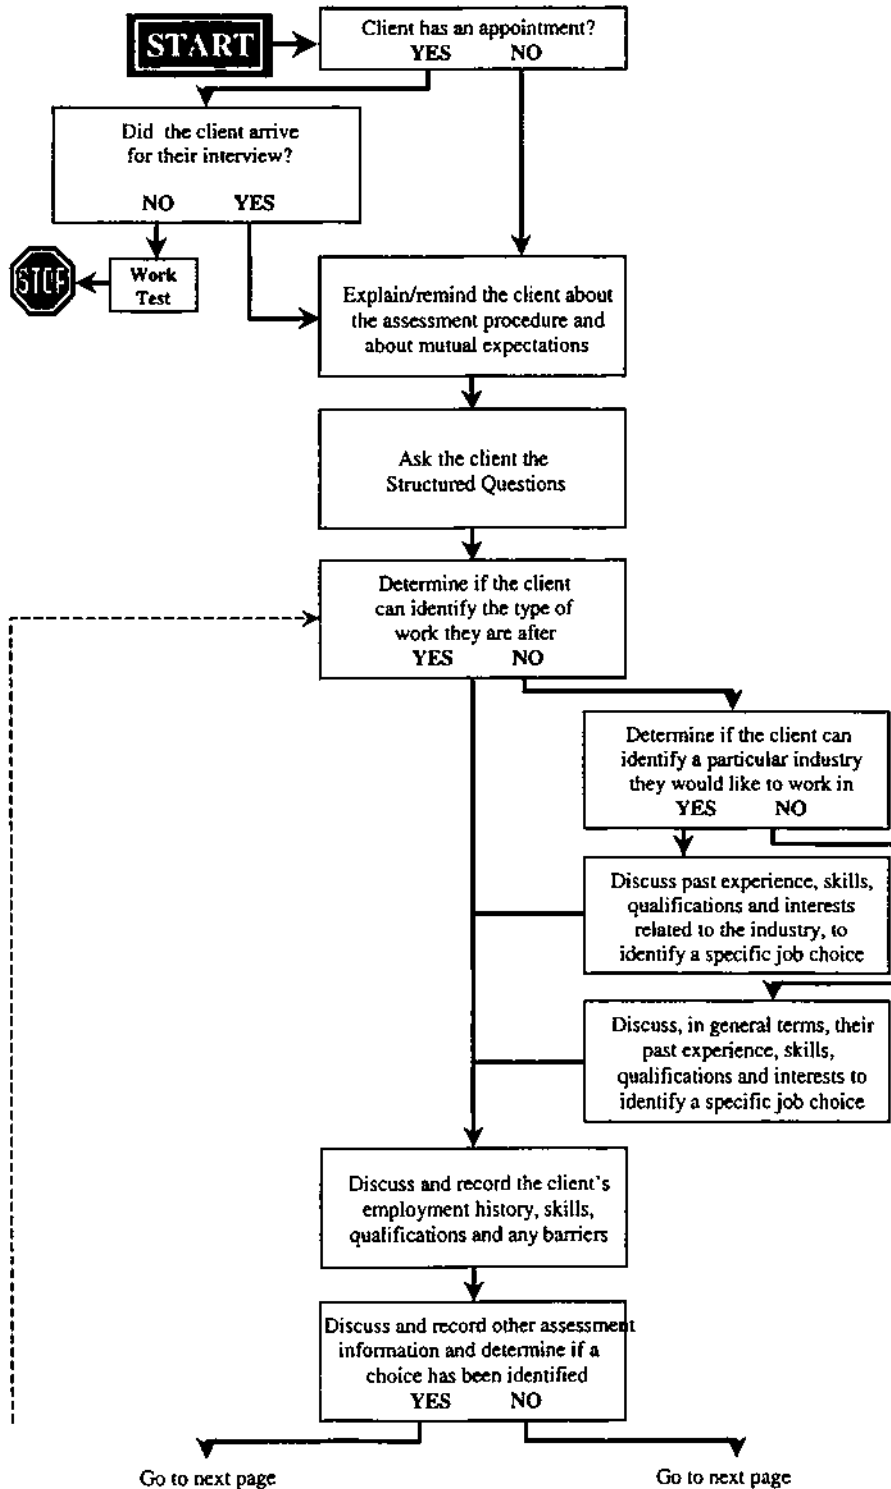 START
Client has an appointment?
YES NO
Did the client arrive
for their interview?
NO YES
STOP
Work
Test
Explain/remind the client about
the assessment procedure and
about mutual expectations
Ask the client the
Structured Questions
Determine if the client
can identify the type of
work they are after
YES NO
Determine if the client can
identify a particular industry
they would like to work in
YES NO
Discuss past experience, skills,
qualifications and interests
related to the industry, to
identify a specific job choice
Discuss, in general terms, their
past experience, skills,
qualifications and interests to
identify a specific job choice
Discuss and record the client's
employment history, skills,
qualifications and any barriers
Discuss and record other assessment
information and determine if a
choice has been identified
YES NO
Go to next page
Go to next page